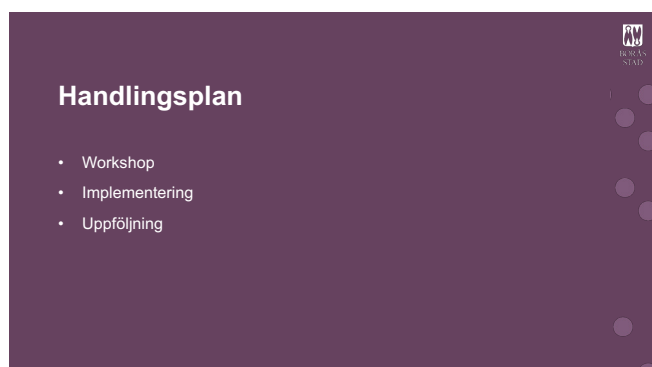 BORÅS
STAD
Handlingsplan
• Workshop
• Implementering
• Uppföljning